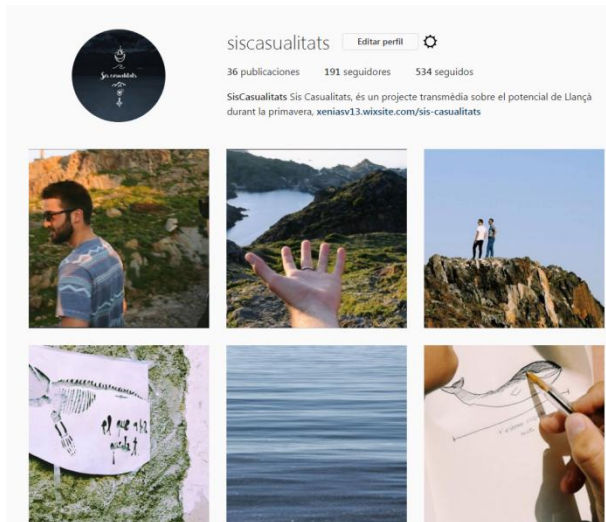 Sis casualitats
siscasualitats Editar perfil
36 publicaciones 191 seguidores 534 seguidos
SisCasualitats Sis Casualitats, és un projecte transmèdia sobre el potencial de Llançà
durant la primavera, xeniasv13.wixsite.com/sis-casualitats
el que
queda